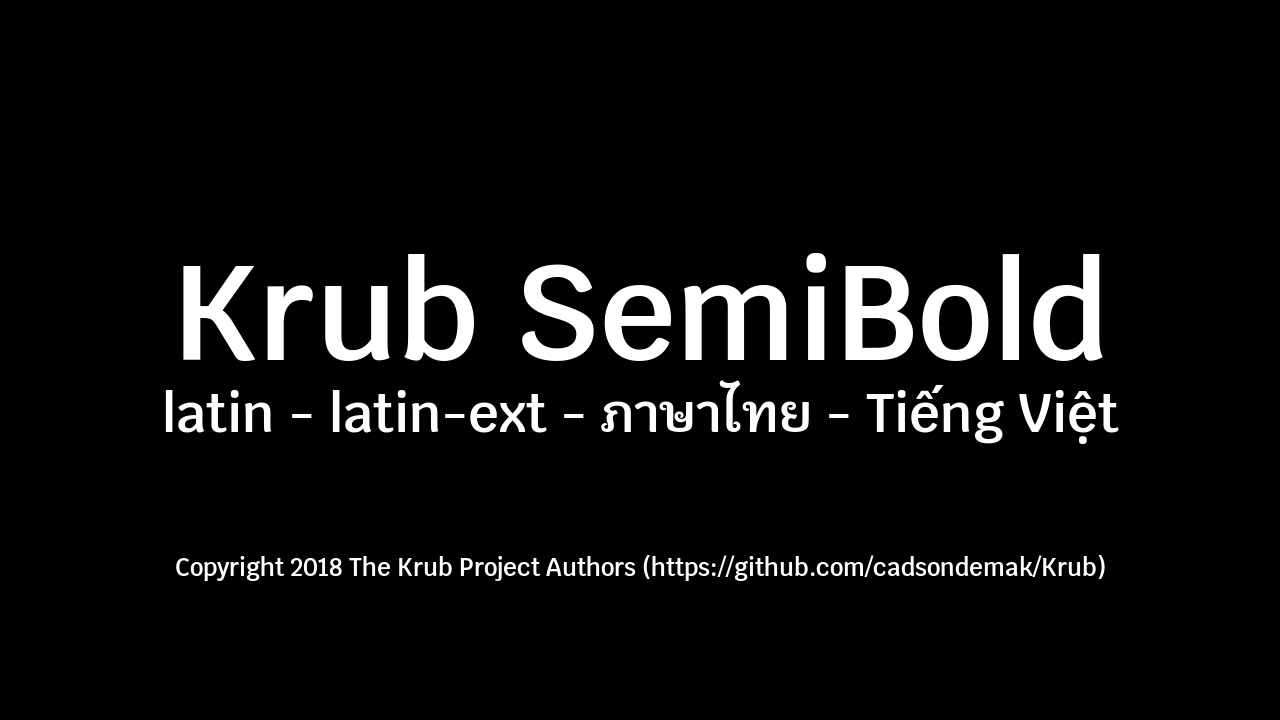 Krub SemiBold
latin - latin-ext - ภาษาไทย - Tiếng Việt
Copyright 2018 The Krub Project Authors (https://github.com/cadsondemak/Krub)